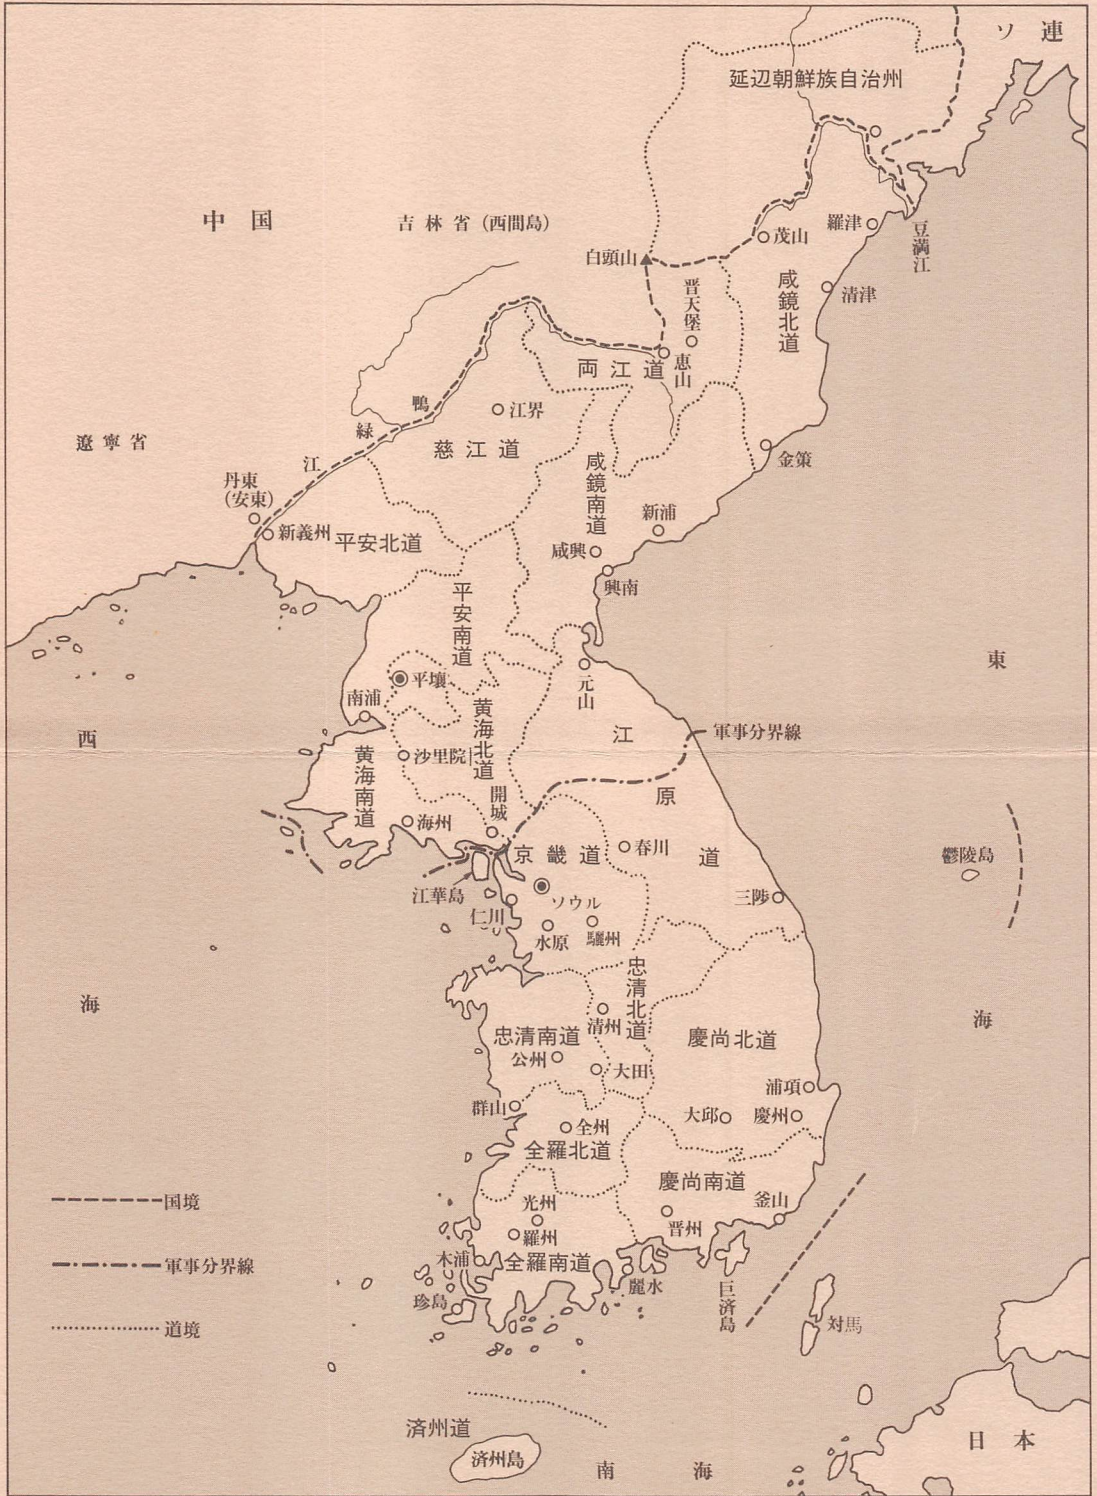 ソ連
延辺朝鮮族自治州
中国
吉林省(西間島)
豆満江
羅津
茂山
白頭山
晋天堡
咸鏡北道
清津
恵山
両江道
鴨緑江
江界
慈江道
遼寧省
金策
丹東
(安東)
咸鏡南道
新義州
平安北道
新浦
咸興
興南
平安南道
東海
元山
平壌
南浦
黄海北道
江原道
軍事分界線
西海
黄海南道
沙里院
開城
海州
京畿道
春川
鬱陵島
江華島
ソウル
三陟
仁川
水原
驪州
忠清北道
清州
忠清南道
慶尚北道
公州
大田
浦項
群山
大邱
慶州
全州
全羅北道
慶尚南道
国境
光州
釜山
羅州
晋州
軍事分界線
木浦
全羅南道
麗水
珍島
巨済島
道境
対馬
済州道
日本
済州島
南海